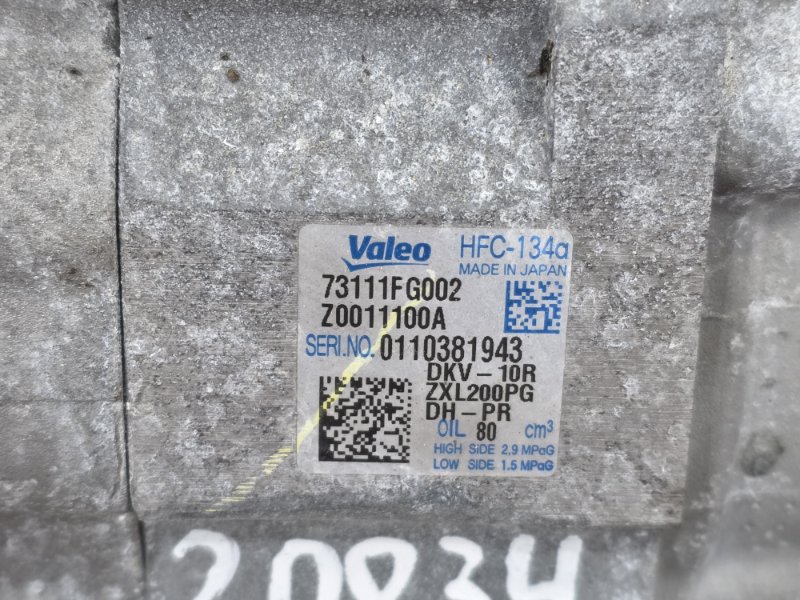 Valeo HFC-134a
MADE IN JAPAN
73111FG002
Z0011100A
SERI.NO. 0110381943
DKV-10R
ZXL200PG
DH-PR
OIL 80 cm³
HIGH SIDE 2.9 MPaG
LOW SIDE 1.5 MPaG
20834